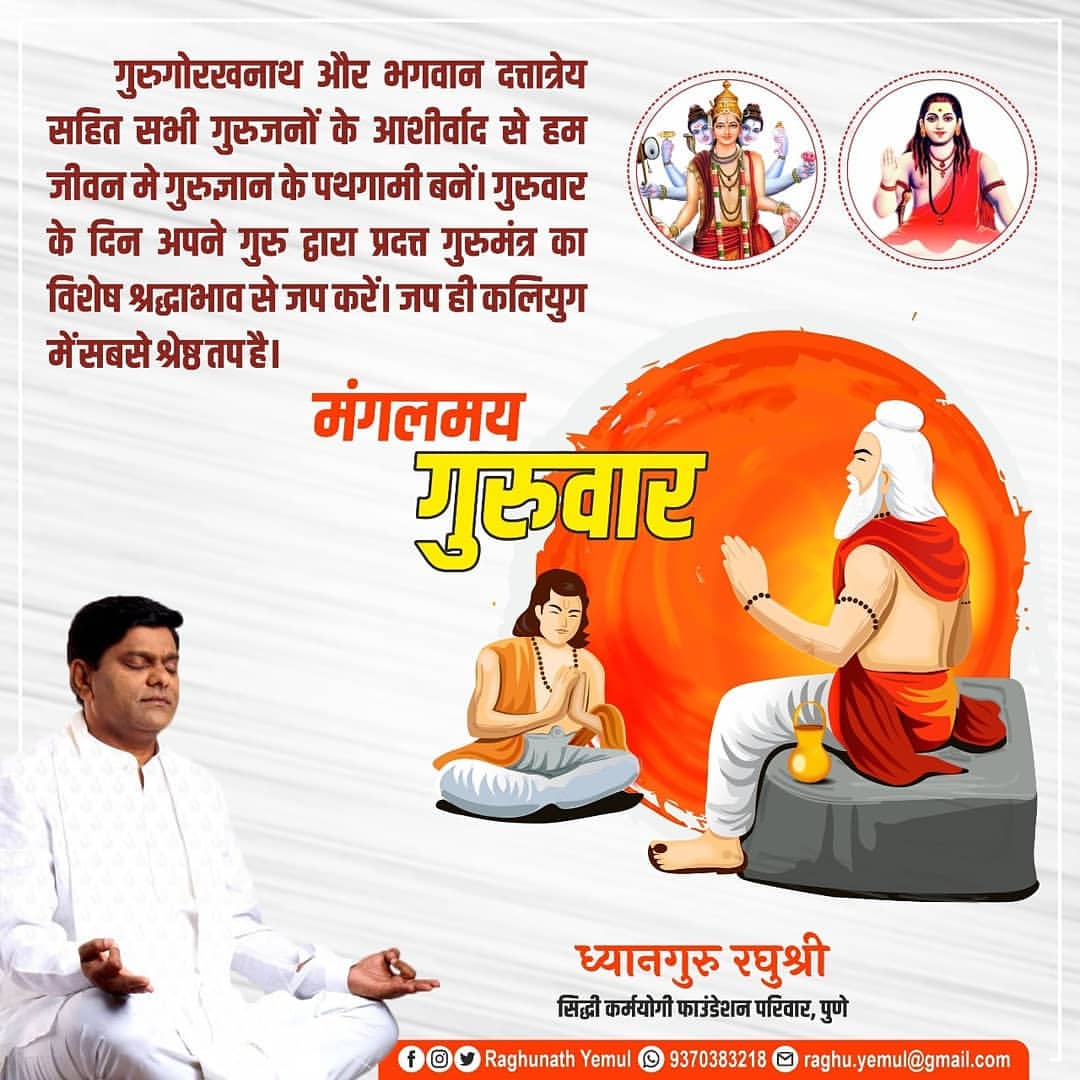 गुरुगोरखनाथ और भगवान दत्तात्रेय
सहित सभी गुरुजनों के आशीर्वाद से हम
जीवन मे गुरुज्ञान के पथगामी बनें। गुरुवार
के दिन अपने गुरु द्वारा प्रदत्त गुरुमंत्र का
विशेष श्रद्धाभाव से जप करें। जप ही कलियुग
में सबसे श्रेष्ठ तप है।
मंगलमय
गुरुवार
ध्यानगुरु रघुश्री
सिद्धी कर्मयोगी फाउंडेशन परिवार, पुणे
Raghunath Yemul 9370383218 raghu.yemul@gmail.com